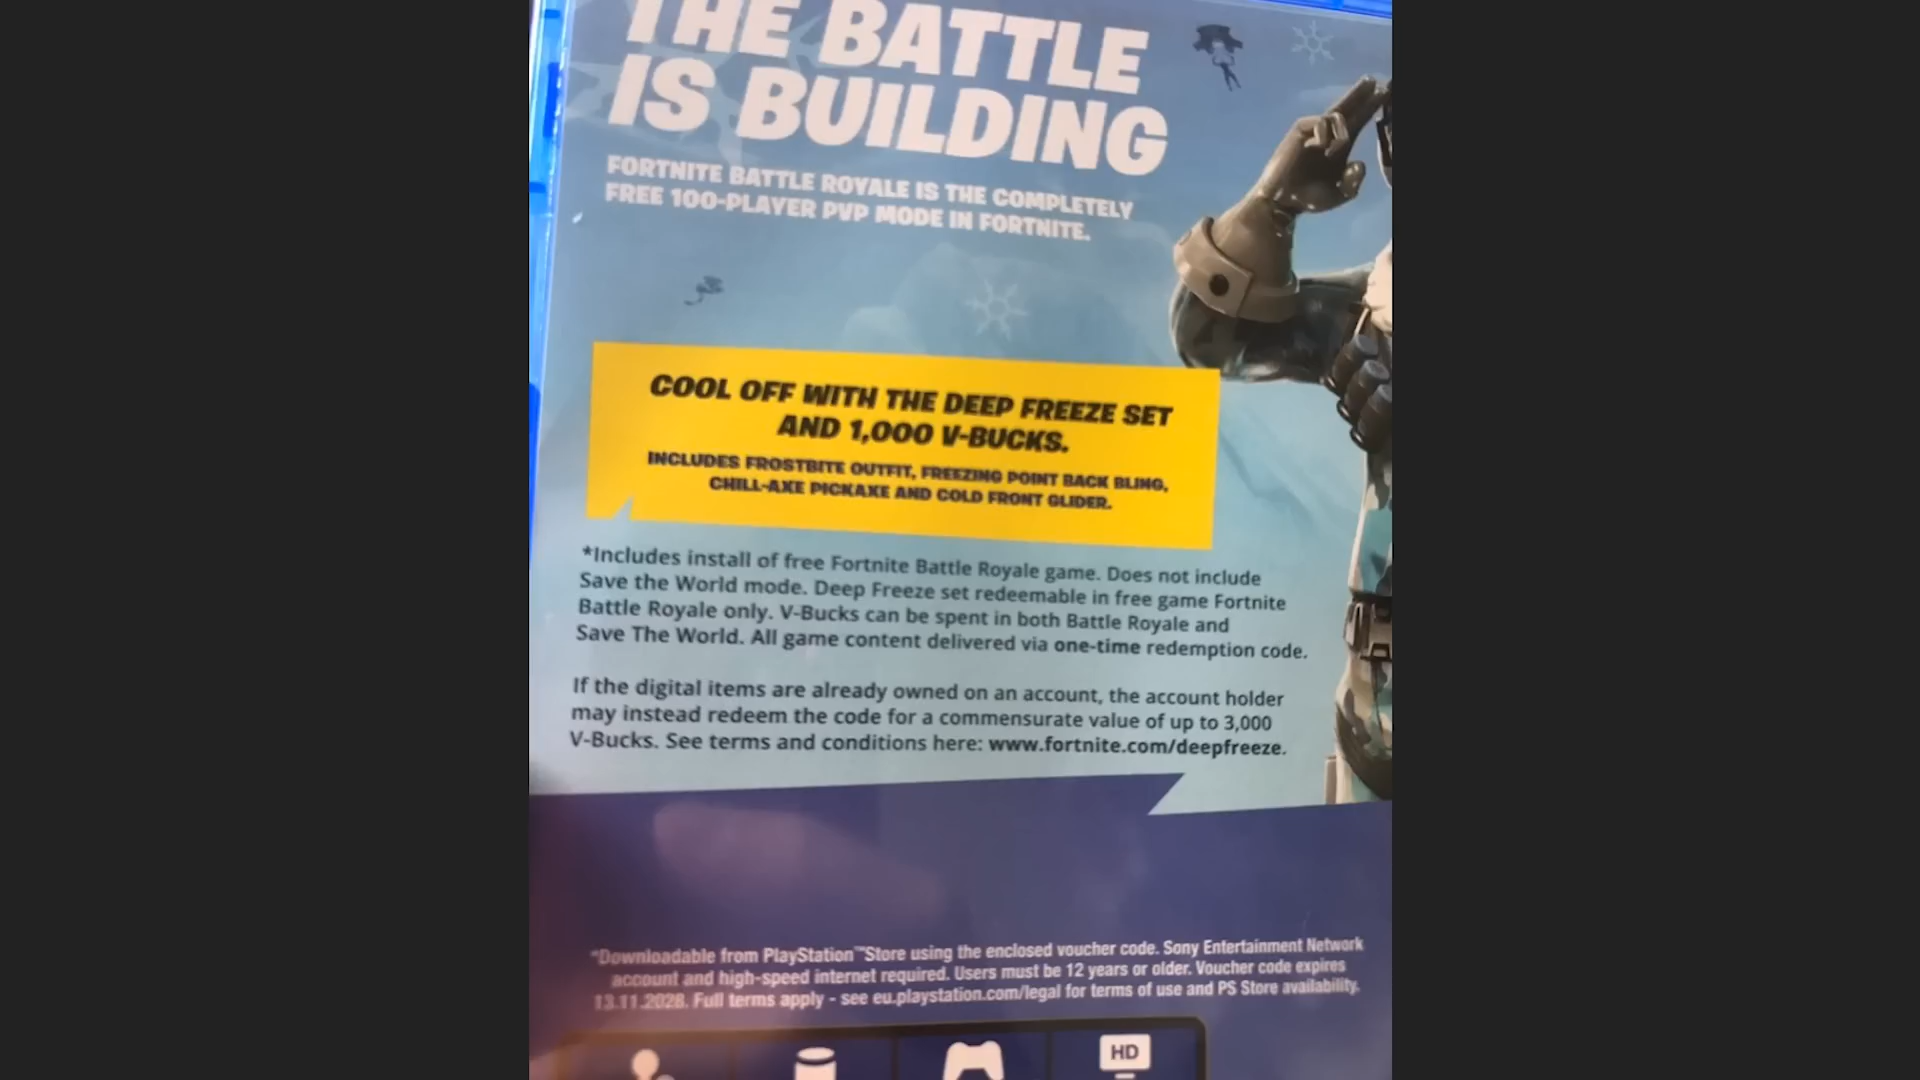 THE BATTLE
IS BUILDING
FORTNITE BATTLE ROYALE IS THE COMPLETELY
FREE 100-PLAYER PVP MODE IN FORTNITE.
COOL OFF WITH THE DEEP FREEZE SET
AND 1,000 V-BUCKS.
INCLUDES FROSTBITE OUTFIT, FREEZING POINT BACK BLING,
CHILL-AXE PICKAXE AND COLD FRONT GLIDER.
*Includes install of free Fortnite Battle Royale game. Does not include
Save the World mode. Deep Freeze set redeemable in free game Fortnite
Battle Royale only. V-Bucks can be spent in both Battle Royale and
Save The World. All game content delivered via one-time redemption code.
If the digital items are already owned on an account, the account holder
may instead redeem the code for a commensurate value of up to 3,000
V-Bucks. See terms and conditions here: www.fortnite.com/deepfreeze.
*Downloadable from PlayStation™Store using the enclosed voucher code. Sony Entertainment Network
account and high-speed internet required. Users must be 12 years or older. Voucher code expires
13.11.2028. Full terms apply - see eu.playstation.com/legal for terms of use and PS Store availability.
HD